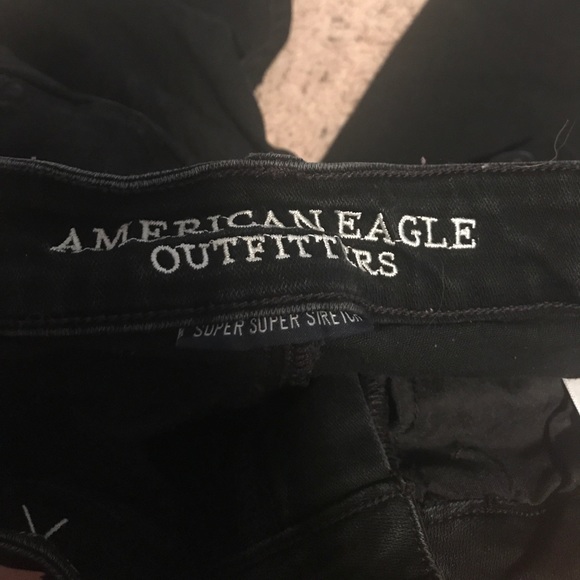 AMERICAN EAGLE
OUTFITTERS
SUPER SUPER STRETCH